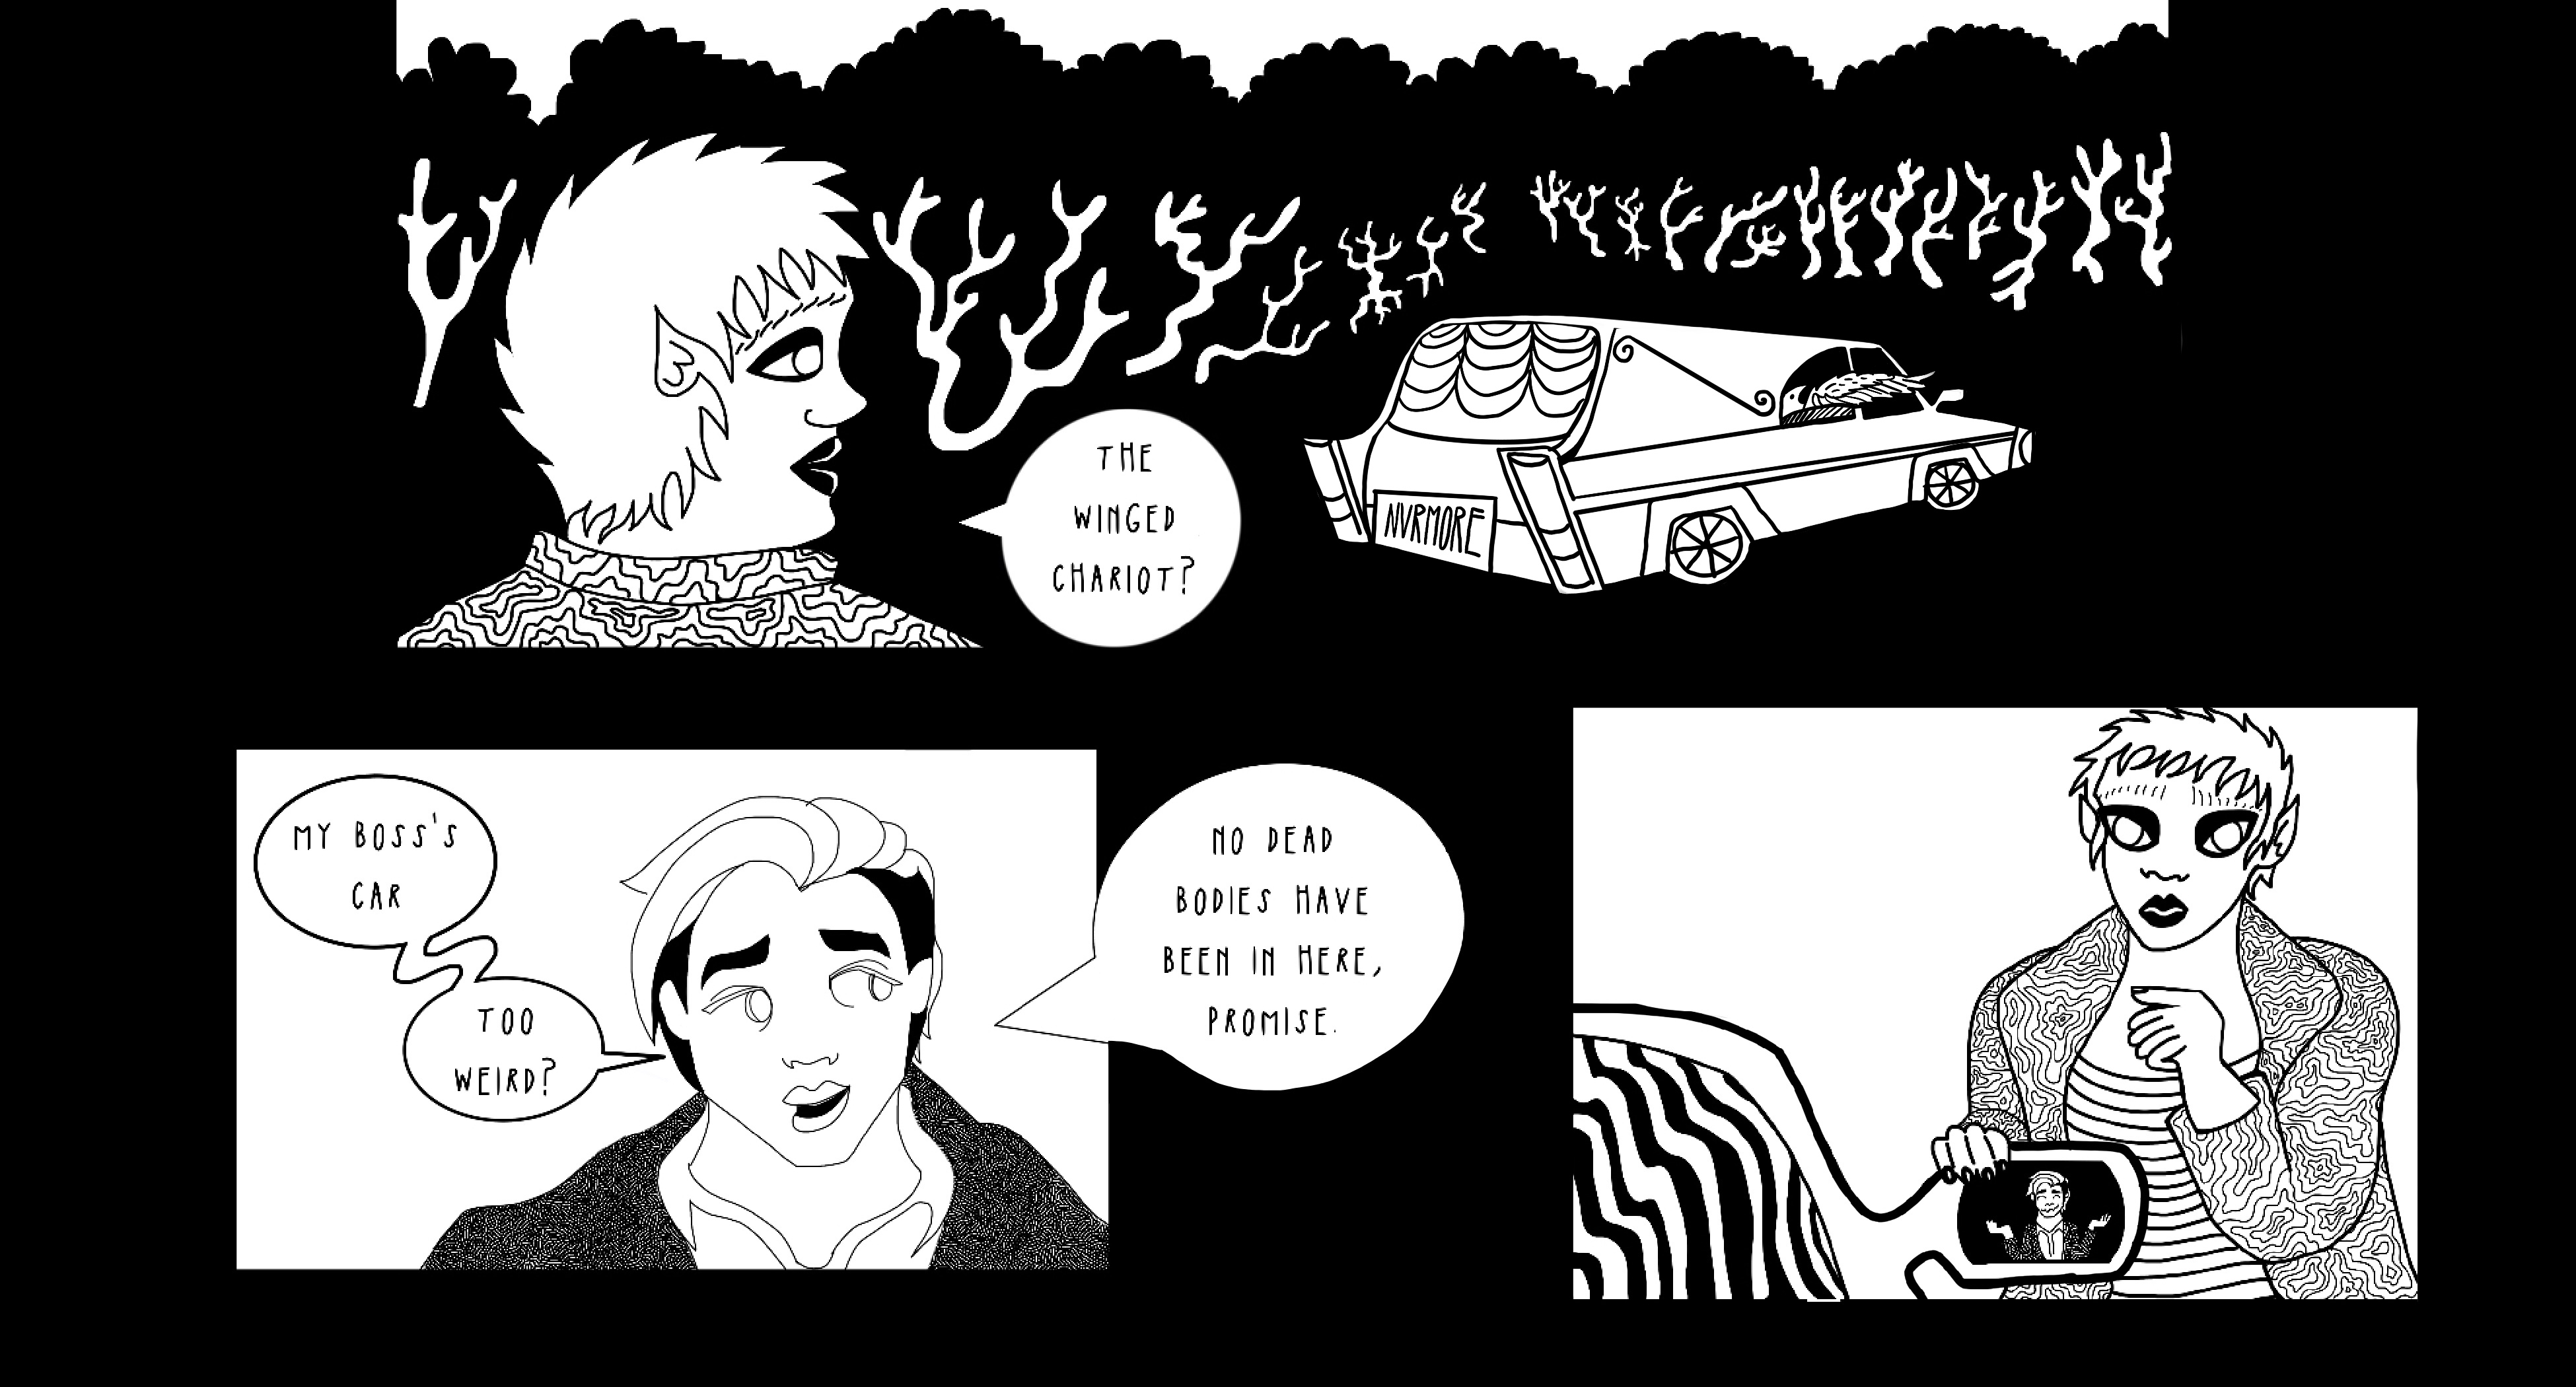 THE
WINGED
CHARIOT?
NVRMORE
MY BOSS'S
CAR
TOO
WEIRD?
NO DEAD
BODIES HAVE
BEEN IN HERE,
PROMISE.